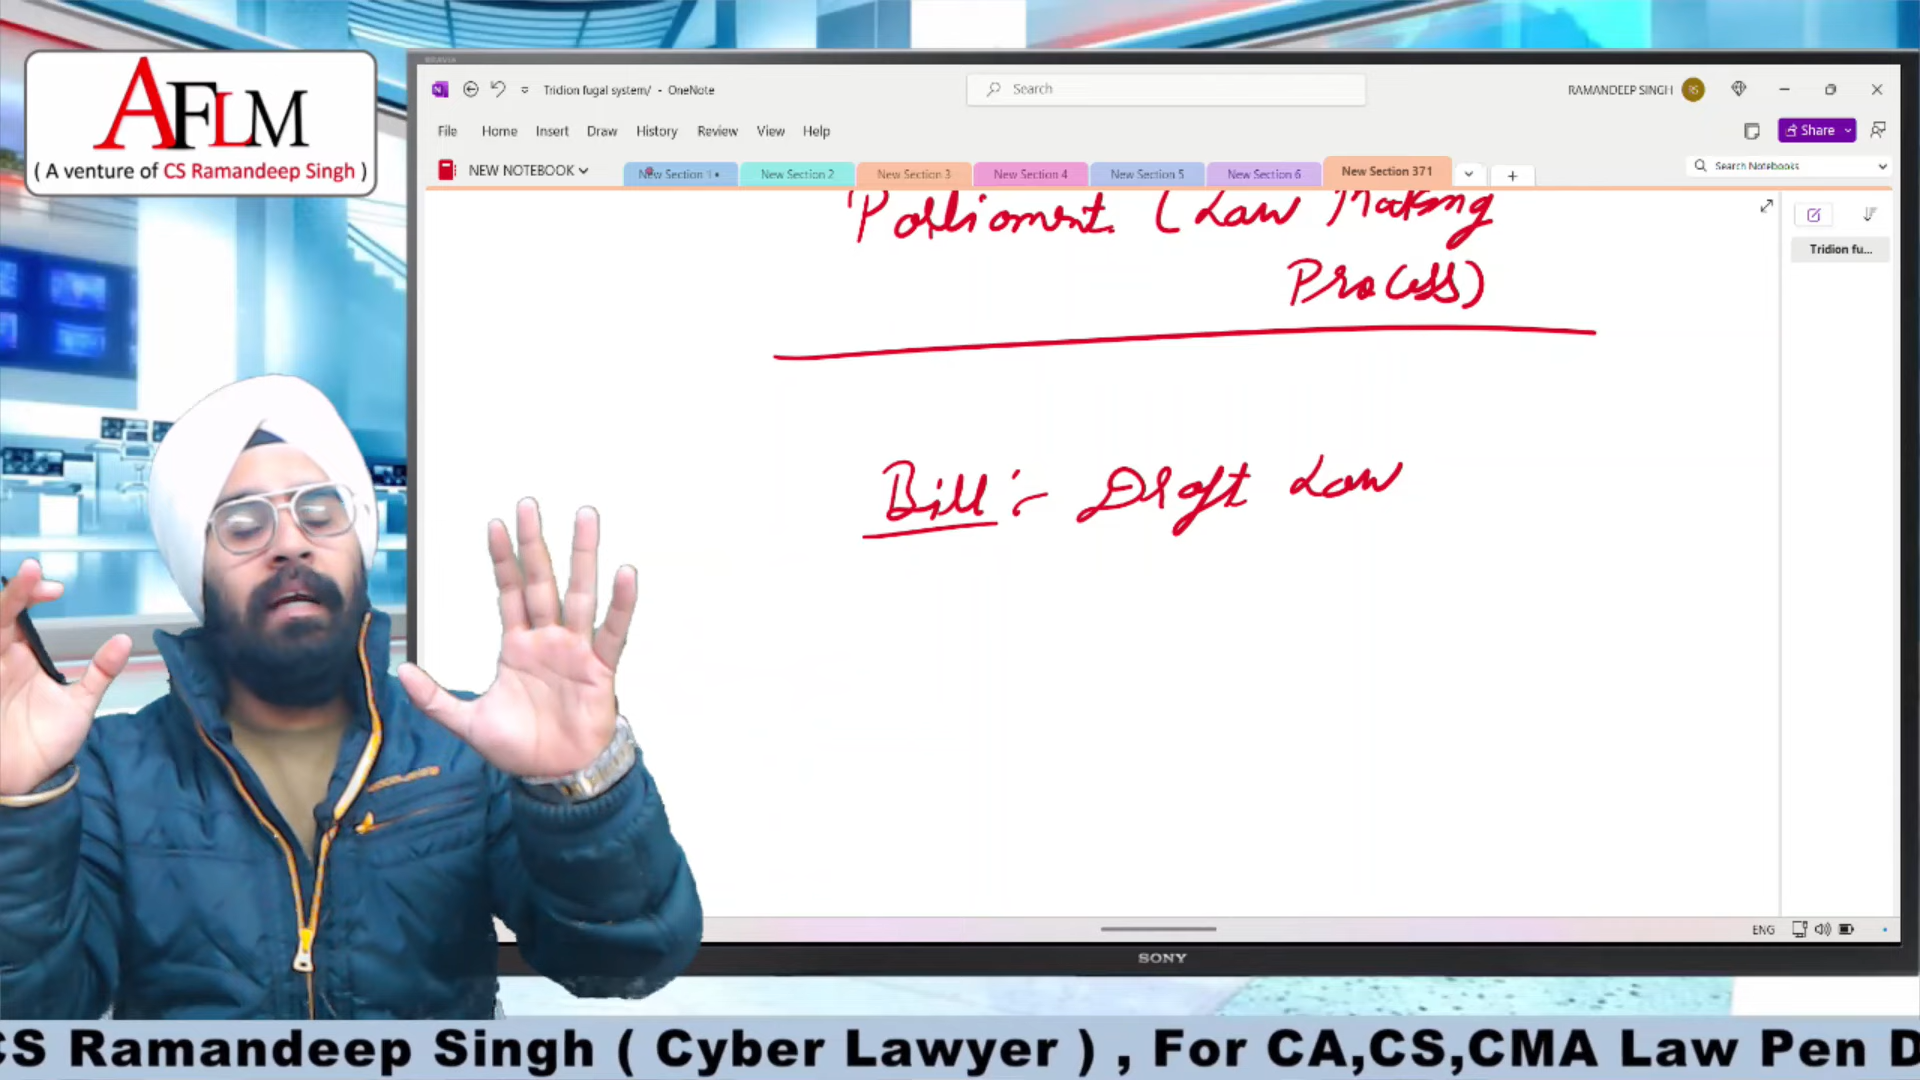 AFLM
( A venture of CS Ramandeep Singh )
Tridion fugal system/ - OneNote
Search
RAMANDEEP SINGH
RS
File Home Insert Draw History Review View Help
Share
NEW NOTEBOOK
New Section 1
New Section 2
New Section 3
New Section 4
New Section 5
New Section 6
New Section 371
Search Notebooks
Tridion fu...
Parliament. (Law Making
Process)
Bill :- Draft Law
ENG
SONY
CS Ramandeep Singh ( Cyber Lawyer ) , For CA,CS,CMA Law Pen D